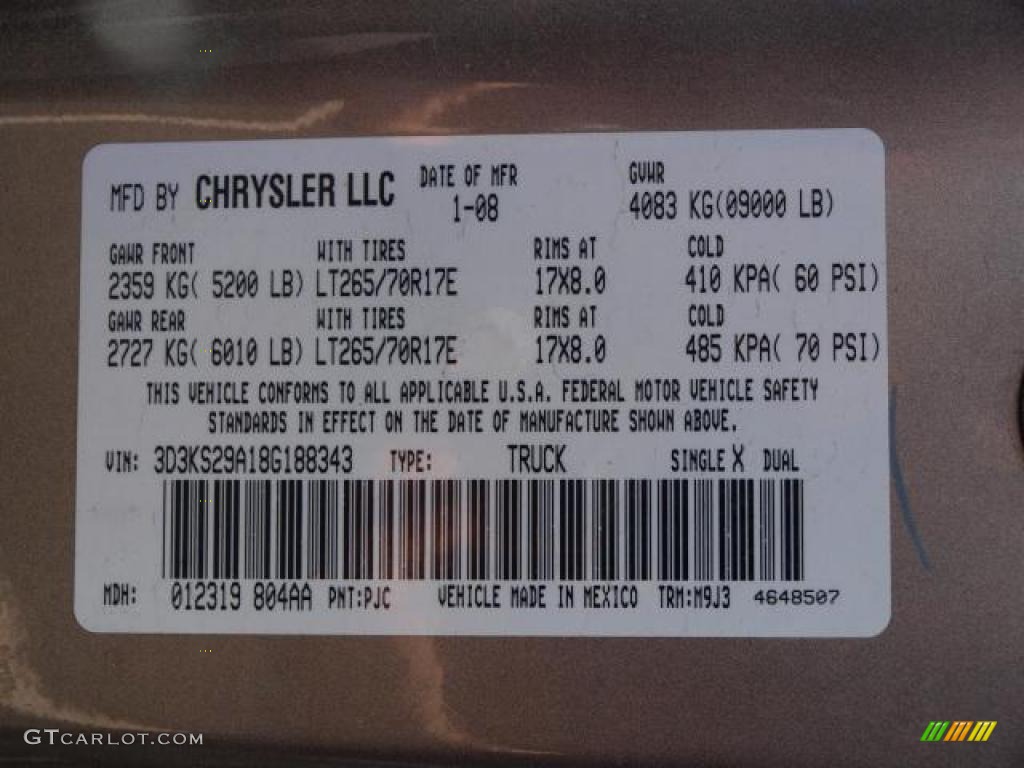 MFD BY CHRYSLER LLC DATE OF MFR GVWR
1-08 4083 KG(09000 LB)
GAWR FRONT WITH TIRES RIMS AT COLD
2359 KG( 5200 LB) LT265/70R17E 17X8.0 410 KPA( 60 PSI)
GAWR REAR WITH TIRES RIMS AT COLD
2727 KG( 6010 LB) LT265/70R17E 17X8.0 485 KPA( 70 PSI)
THIS VEHICLE CONFORMS TO ALL APPLICABLE U.S.A. FEDERAL MOTOR VEHICLE SAFETY
STANDARDS IN EFFECT ON THE DATE OF MANUFACTURE SHOWN ABOVE.
VIN: 3D3KS29A18G188343 TYPE: TRUCK SINGLE X DUAL
MDH: 012319 804AA PNT:PJC VEHICLE MADE IN MEXICO TRM:M9J3 4648507
GTCARLOT.COM